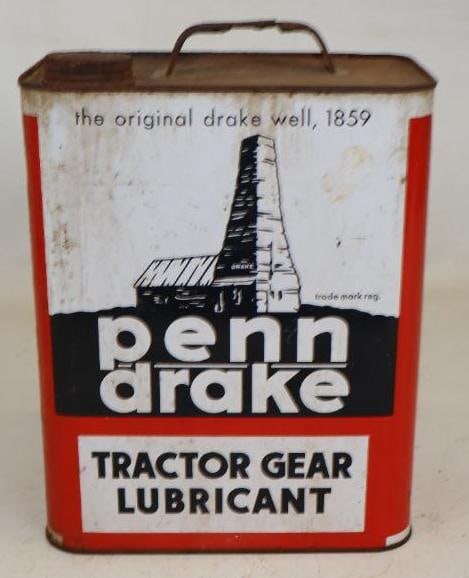 the original drake well, 1859
DRAKE
trade mark reg.
penn
drake
TRACTOR GEAR
LUBRICANT